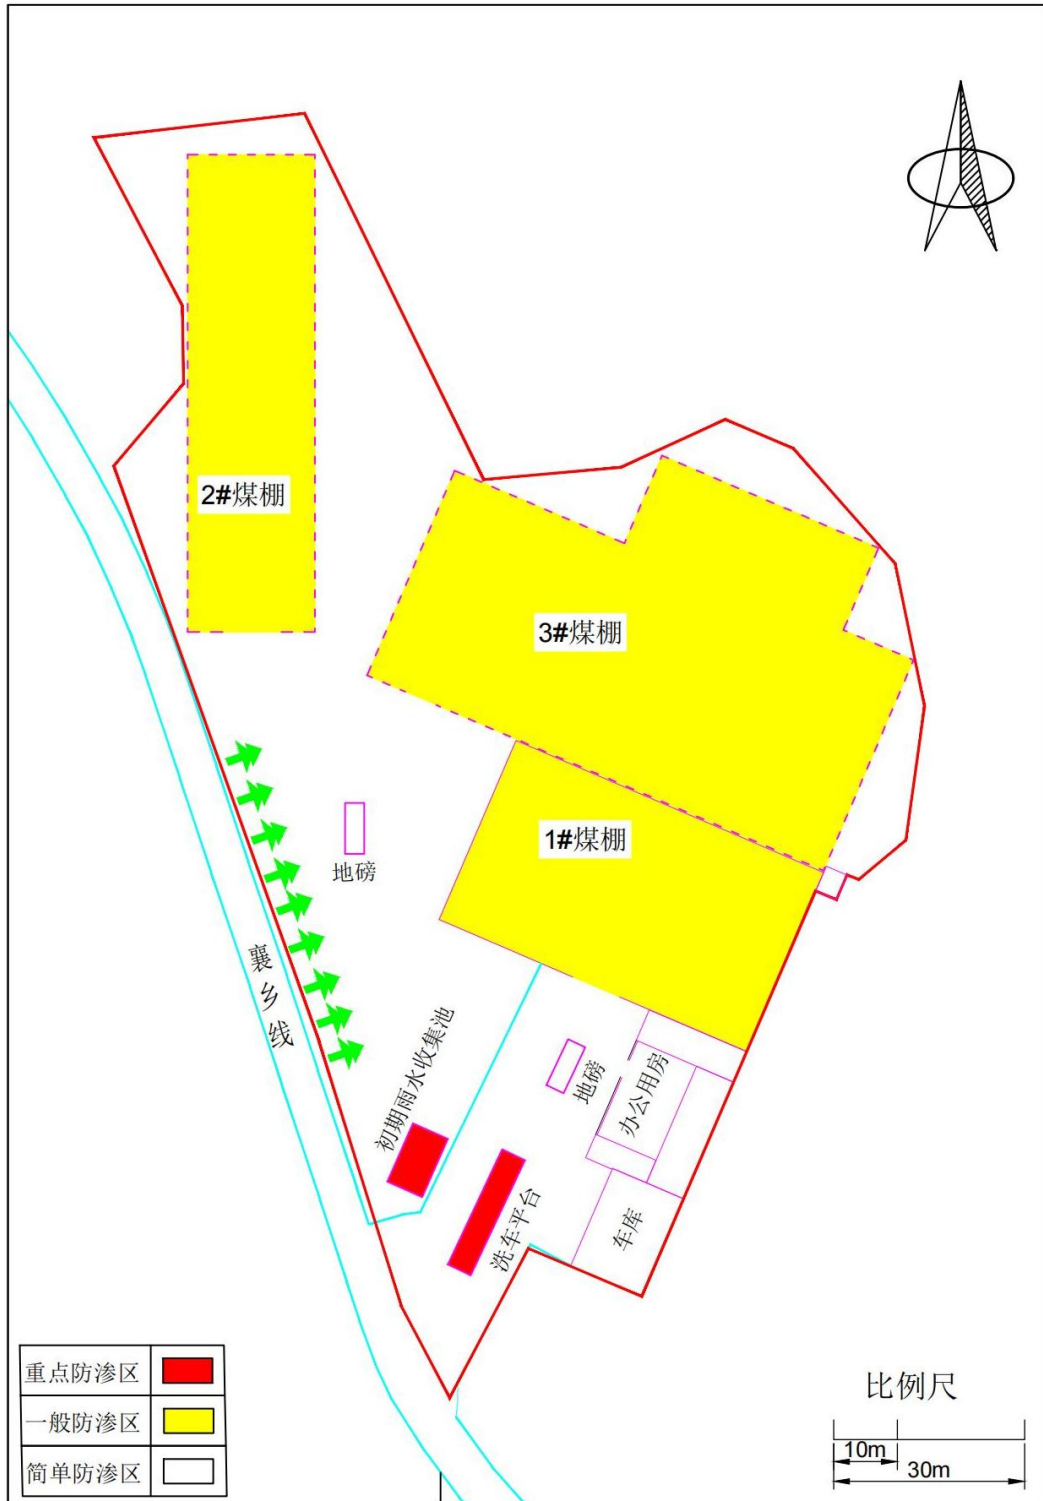 2#煤棚
3#煤棚
1#煤棚
地磅
襄乡线
初期雨水收集池
地磅
办公用房
洗车平台
车库
重点防渗区
一般防渗区
简单防渗区
比例尺
10m
30m